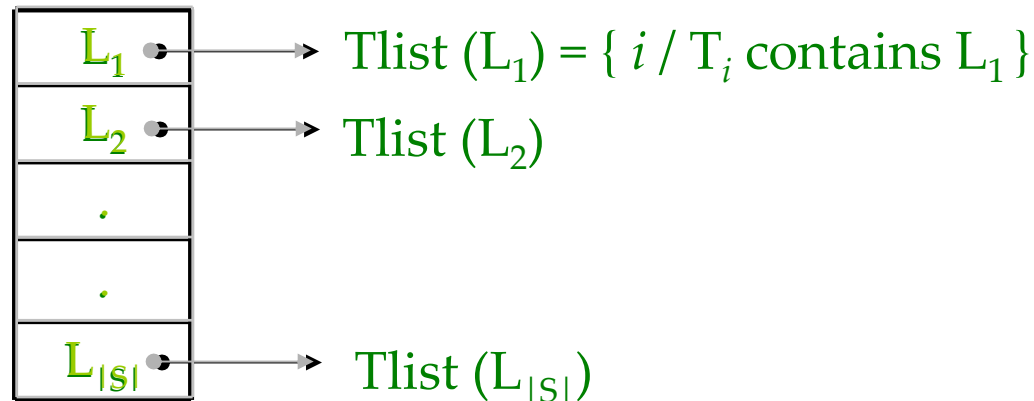 L₁ Tlist (L₁) = { i / Tᵢ contains L₁ }
L₂ Tlist (L₂)
.
.
L|S| Tlist (L|S|)